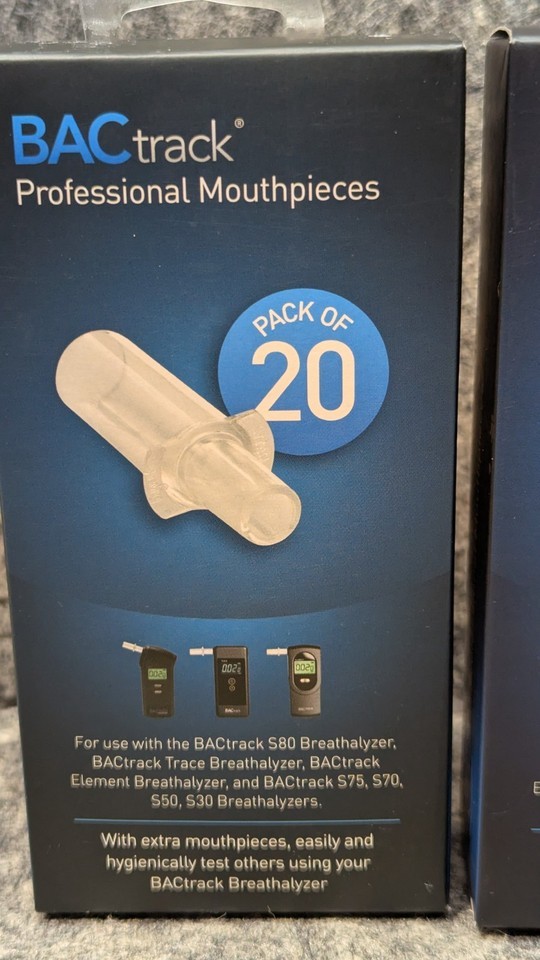 BACtrack®
Professional Mouthpieces
PACK OF
20
For use with the BACtrack S80 Breathalyzer,
BACtrack Trace Breathalyzer, BACtrack
Element Breathalyzer, and BACtrack S75, S70,
S50, S30 Breathalyzers.
With extra mouthpieces, easily and
hygienically test others using your
BACtrack Breathalyzer